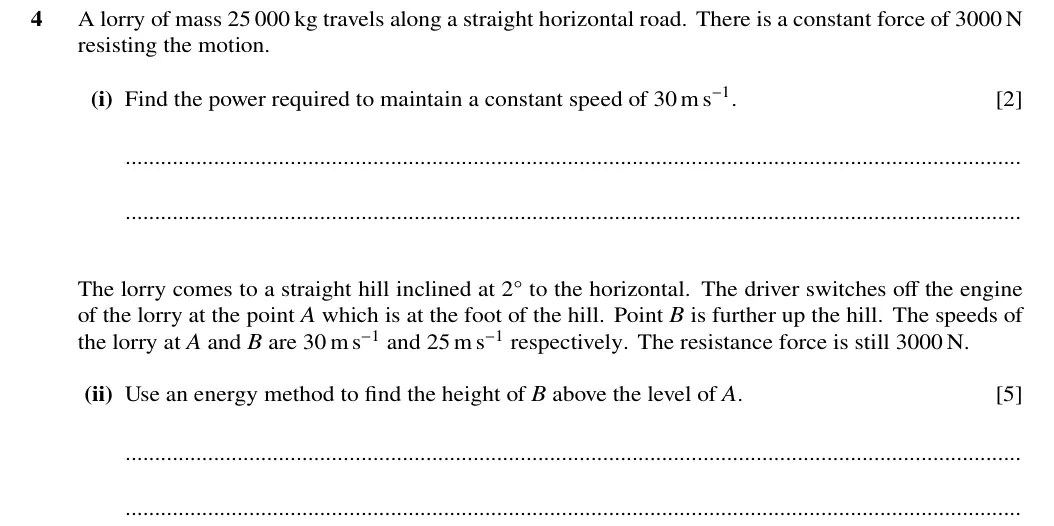 4 A lorry of mass 25 000 kg travels along a straight horizontal road. There is a constant force of 3000 N
resisting the motion.
(i) Find the power required to maintain a constant speed of 30 m s⁻¹. [2]
................................................................................................................................................
................................................................................................................................................
The lorry comes to a straight hill inclined at 2° to the horizontal. The driver switches off the engine
of the lorry at the point A which is at the foot of the hill. Point B is further up the hill. The speeds of
the lorry at A and B are 30 m s⁻¹ and 25 m s⁻¹ respectively. The resistance force is still 3000 N.
(ii) Use an energy method to find the height of B above the level of A. [5]
................................................................................................................................................
................................................................................................................................................